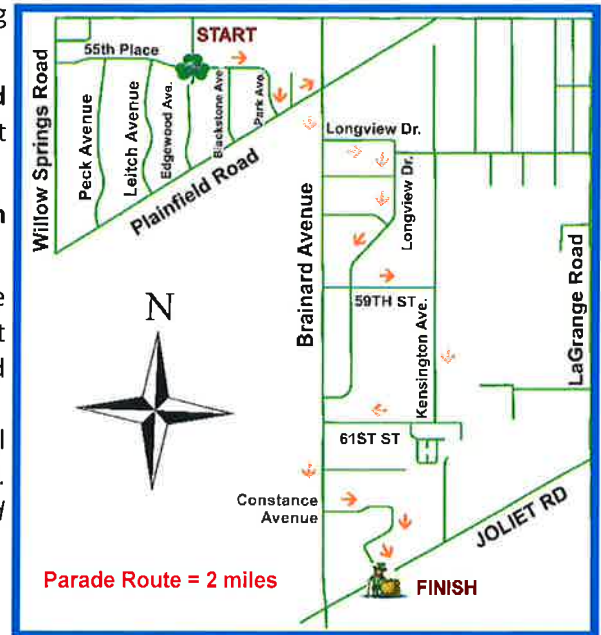 g
START
55th Place
d
t
Willow Springs Road
Peck Avenue
Leitch Avenue
Edgewood Ave.
Blackstone Ave
Park Ave.
Longview Dr.
Plainfield Road
Longview Dr.
n
Brainard Avenue
LaGrange Road
e
t
d
N
59TH ST
Kensington Ave.
l
.
d
61ST ST
Constance
Avenue
JOLIET RD
Parade Route = 2 miles
FINISH